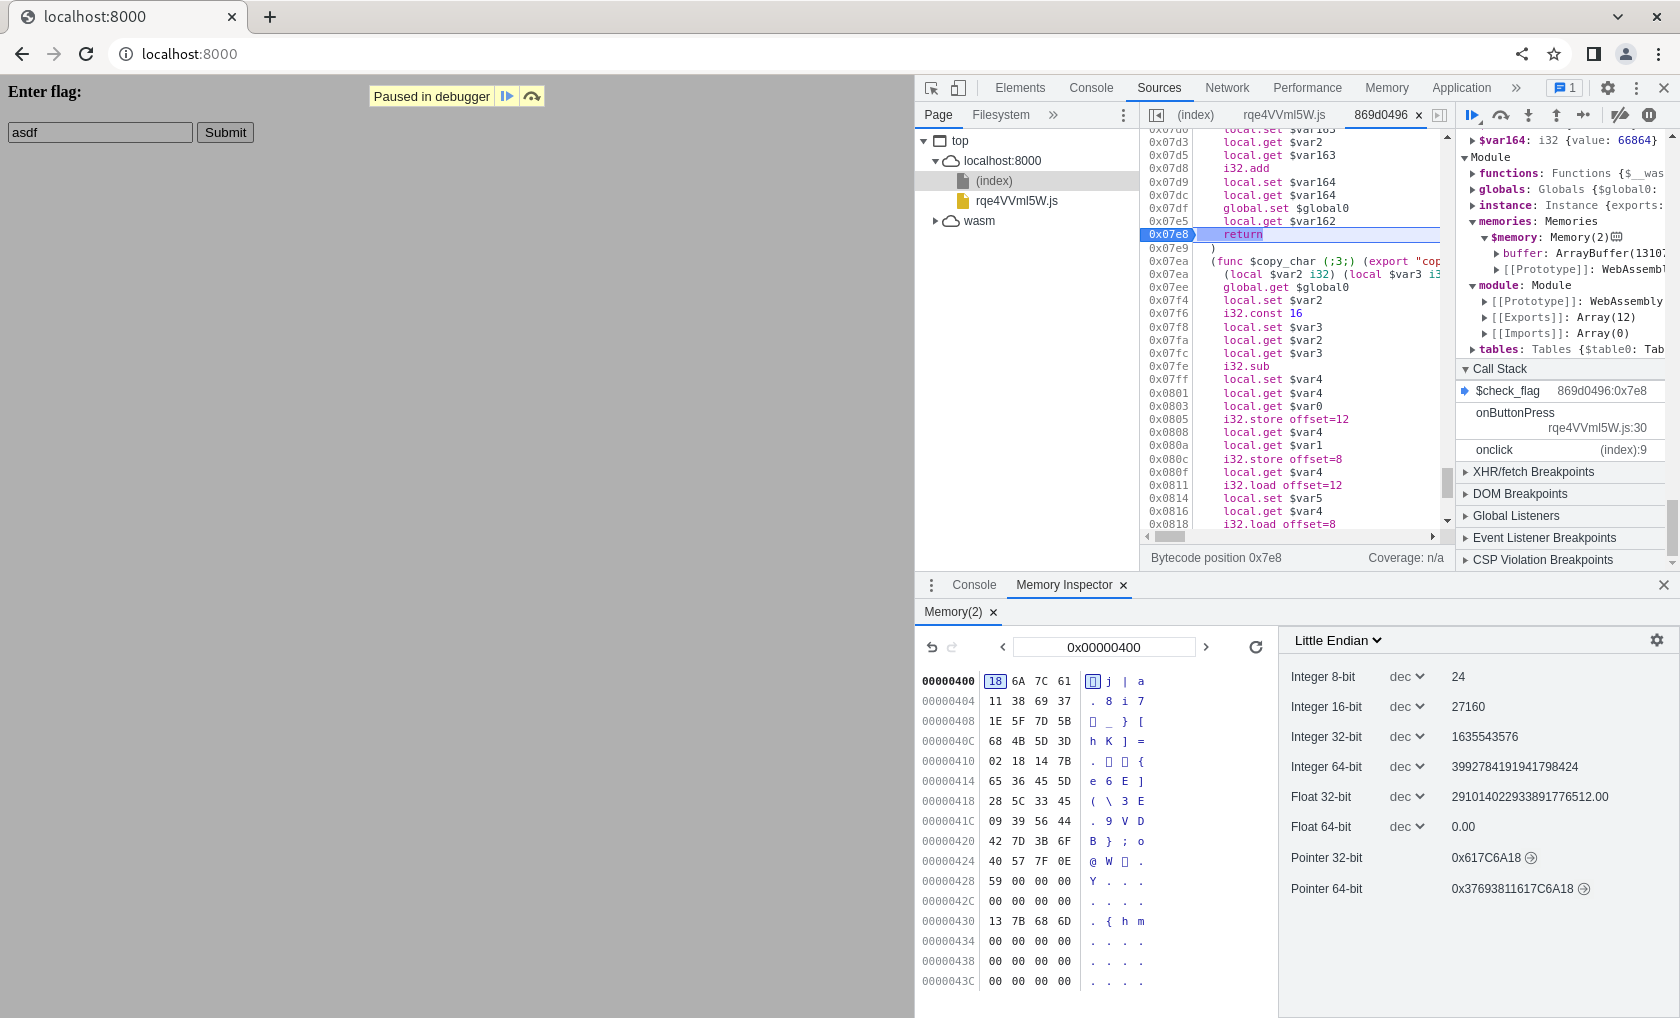 localhost:8000
localhost:8000
Enter flag:
asdf Submit
Paused in debugger
Elements Console Sources Network Performance Memory Application 1
Page Filesystem
top
localhost:8000
(index)
rqe4VVml5W.js
wasm
(index) rqe4VVml5W.js 869d0496
0x07d0 local.set $var163
0x07d3 local.get $var2
0x07d5 local.get $var163
0x07d8 i32.add
0x07d9 local.set $var164
0x07dc local.get $var164
0x07df global.set $global0
0x07e5 local.get $var162
0x07e8 return
0x07e9 )
0x07ea (func $copy_char (;3;) (export "cop
0x07ea (local $var2 i32) (local $var3 i3
0x07ee global.get $global0
0x07f4 local.set $var2
0x07f6 i32.const 16
0x07f8 local.set $var3
0x07fa local.get $var2
0x07fc local.get $var3
0x07fe i32.sub
0x07ff local.set $var4
0x0801 local.get $var4
0x0803 local.get $var0
0x0805 i32.store offset=12
0x0808 local.get $var4
0x080a local.get $var1
0x080c i32.store offset=8
0x080f local.get $var4
0x0811 i32.load offset=12
0x0814 local.set $var5
0x0816 local.get $var4
0x0818 i32.load offset=8
Bytecode position 0x7e8 Coverage: n/a
$var164: i32 {value: 66864}
Module
functions: Functions {$__was
globals: Globals {$global0:
instance: Instance {exports:
memories: Memories
$memory: Memory(2)
buffer: ArrayBuffer(13107
[[Prototype]]: WebAssembl
module: Module
[[Prototype]]: WebAssembly
[[Exports]]: Array(12)
[[Imports]]: Array(0)
tables: Tables {$table0: Tab
Call Stack
$check_flag 869d0496:0x7e8
onButtonPress
rqe4VVml5W.js:30
onclick (index):9
XHR/fetch Breakpoints
DOM Breakpoints
Global Listeners
Event Listener Breakpoints
CSP Violation Breakpoints
Console Memory Inspector
Memory(2)
0x00000400
00000400 18 6A 7C 61 j | a
00000404 11 38 69 37 . 8 i 7
00000408 1E 5F 7D 5B _ } [
0000040C 68 4B 5D 3D h K ] =
00000410 02 18 14 7B . {
00000414 65 36 45 5D e 6 E ]
00000418 28 5C 33 45 ( \ 3 E
0000041C 09 39 56 44 . 9 V D
00000420 42 7D 3B 6F B } ; o
00000424 40 57 7F 0E @ W .
00000428 59 00 00 00 Y . . .
0000042C 00 00 00 00 . . . .
00000430 13 7B 68 6D . { h m
00000434 00 00 00 00 . . . .
00000438 00 00 00 00 . . . .
0000043C 00 00 00 00 . . . .
Little Endian
Integer 8-bit dec 24
Integer 16-bit dec 27160
Integer 32-bit dec 1635543576
Integer 64-bit dec 3992784191941798424
Float 32-bit dec 291014022933891776512.00
Float 64-bit dec 0.00
Pointer 32-bit 0x617C6A18
Pointer 64-bit 0x37693811617C6A18